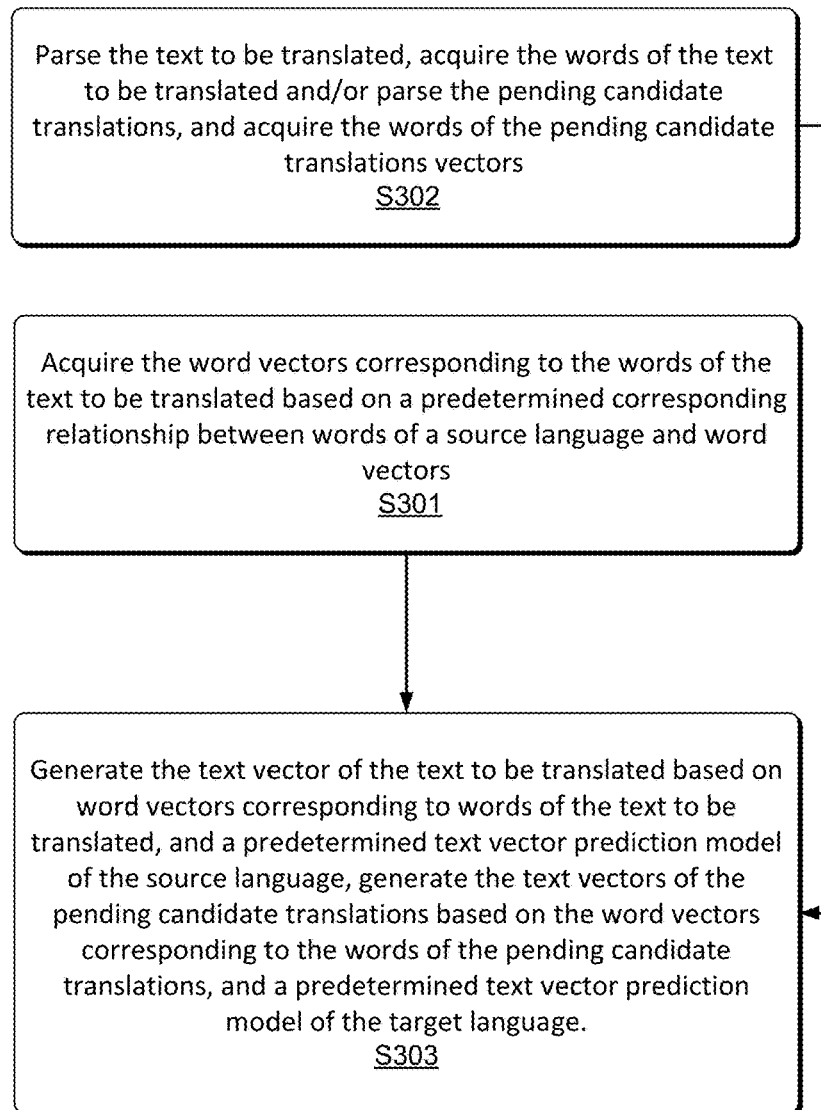 Parse the text to be translated, acquire the words of the text
to be translated and/or parse the pending candidate
translations, and acquire the words of the pending candidate
translations vectors
S302
Acquire the word vectors corresponding to the words of the
text to be translated based on a predetermined corresponding
relationship between words of a source language and word
vectors
S301
Generate the text vector of the text to be translated based on
word vectors corresponding to words of the text to be
translated, and a predetermined text vector prediction model
of the source language, generate the text vectors of the
pending candidate translations based on the word vectors
corresponding to the words of the pending candidate
translations, and a predetermined text vector prediction
model of the target language.
S303